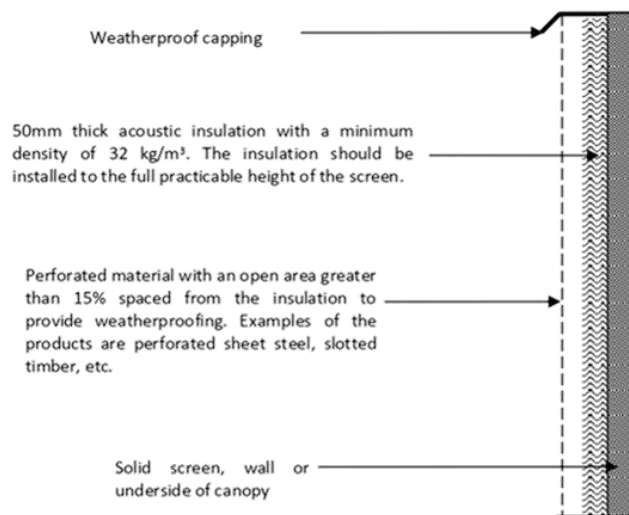 Weatherproof capping
50mm thick acoustic insulation with a minimum
density of 32 kg/m³. The insulation should be
installed to the full practicable height of the screen.
Perforated material with an open area greater
than 15% spaced from the insulation to
provide weatherproofing. Examples of the
products are perforated sheet steel, slotted
timber, etc.
Solid screen, wall or
underside of canopy